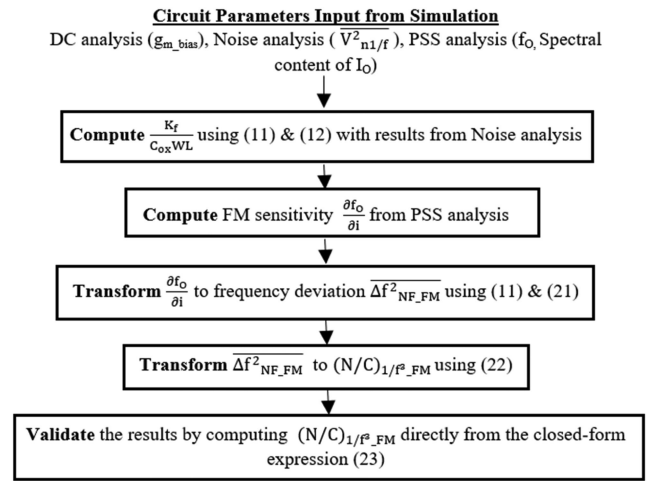 Circuit Parameters Input from Simulation
DC analysis (gm_bias), Noise analysis ( V²n1/f ), PSS analysis (fO, Spectral
content of IO)
Compute Kf/CoxWL using (11) & (12) with results from Noise analysis
Compute FM sensitivity ∂fo/∂i from PSS analysis
Transform ∂fo/∂i to frequency deviation Δf²NF_FM using (11) & (21)
Transform Δf²NF_FM to (N/C)1/f³_FM using (22)
Validate the results by computing (N/C)1/f³_FM directly from the closed-form
expression (23)